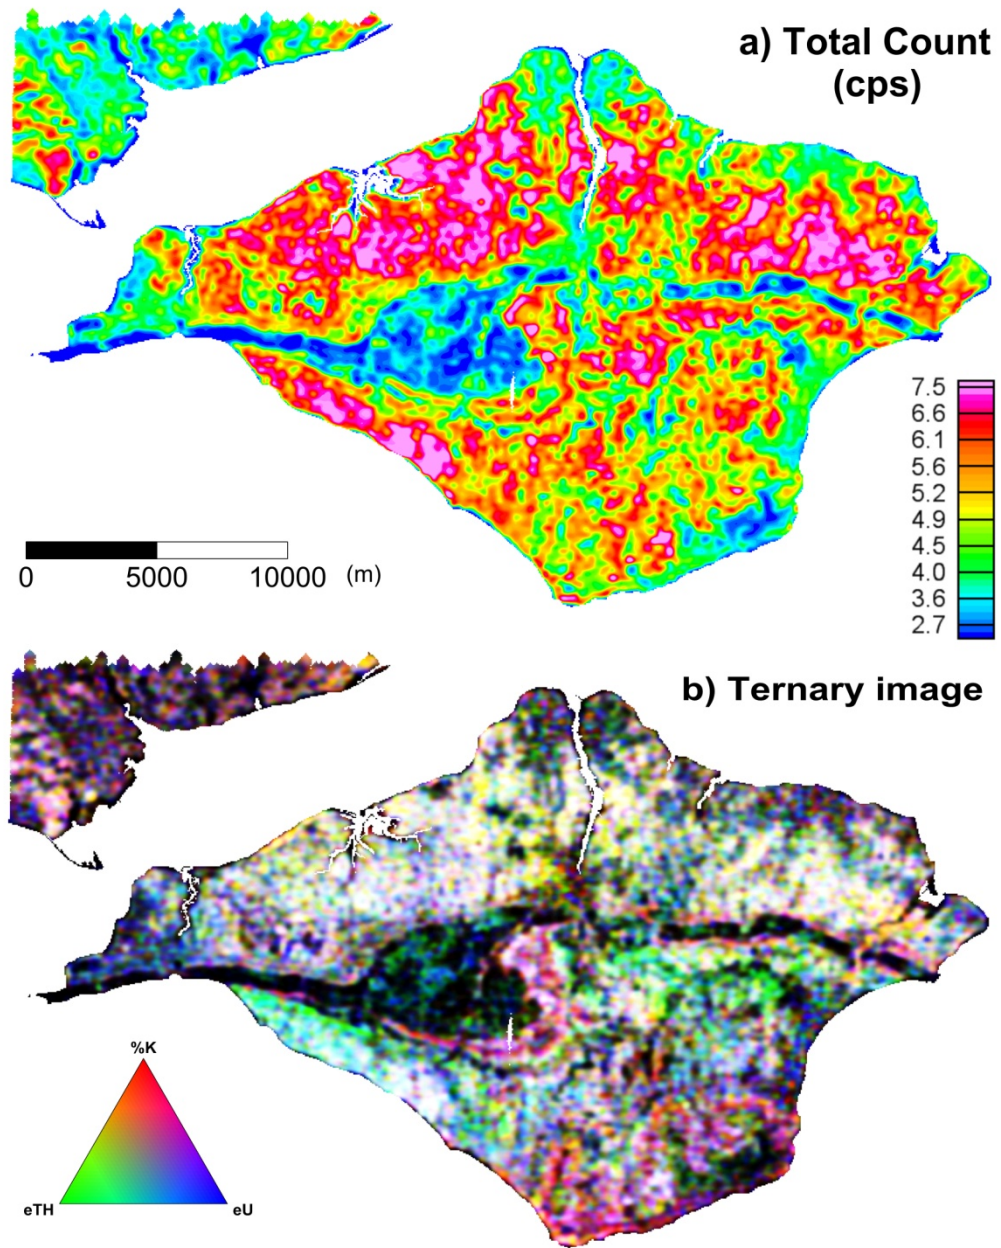 a) Total Count
(cps)
7.5
6.6
6.1
5.6
5.2
4.9
4.5
4.0
3.6
2.7
0 5000 10000 (m)
b) Ternary image
%K
eTH eU